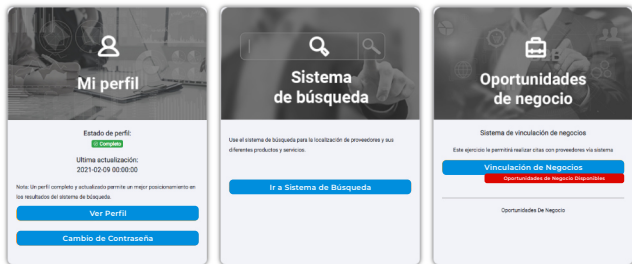 Mi perfil
Estado de perfil:
Completo
Ultima actualización:
2021-02-09 00:00:00
Nota: Un perfil completo y actualizado permite un mejor posicionamiento en
los resultados del sistema de búsqueda.
Ver Perfil
Cambio de Contraseña
Sistema
de búsqueda
Use el sistema de búsqueda para la localización de proveedores y sus
diferentes productos y servicios.
Ir a Sistema de Búsqueda
Oportunidades
de negocio
Sistema de vinculación de negocios
Este ejercicio le permitirá realizar citas con proveedores vía sistema
Vinculación de Negocios
Oportunidades de Negocio Disponibles
Oportunidades De Negocio